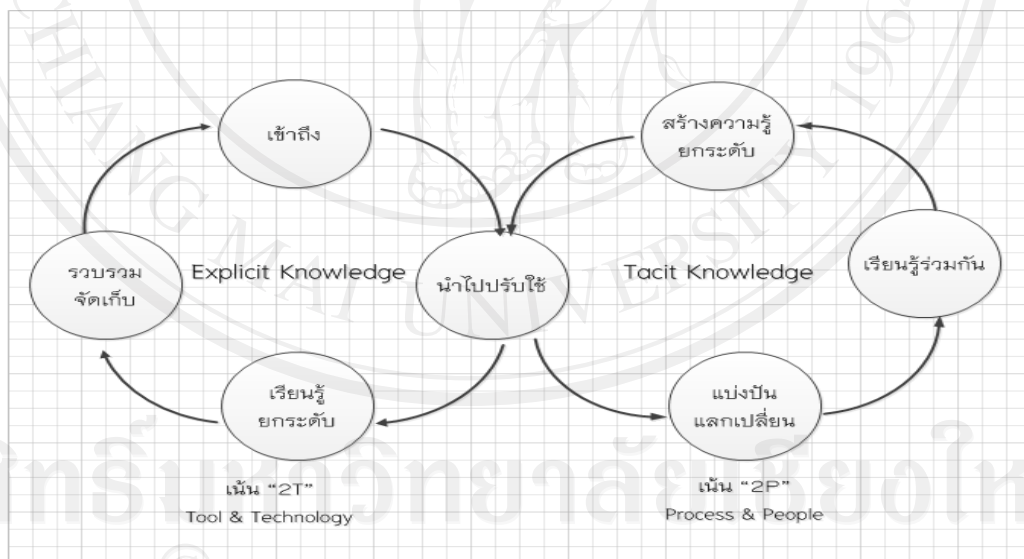 CHIANG MAI UNIVERSITY 1964
เข้าถึง
สร้างความรู้
ยกระดับ
รวบรวม
จัดเก็บ
Explicit Knowledge
นำไปปรับใช้
Tacit Knowledge
เรียนรู้ร่วมกัน
เรียนรู้
ยกระดับ
แบ่งปัน
แลกเปลี่ยน
เน้น “2T”
Tool & Technology
เน้น “2P”
Process & People